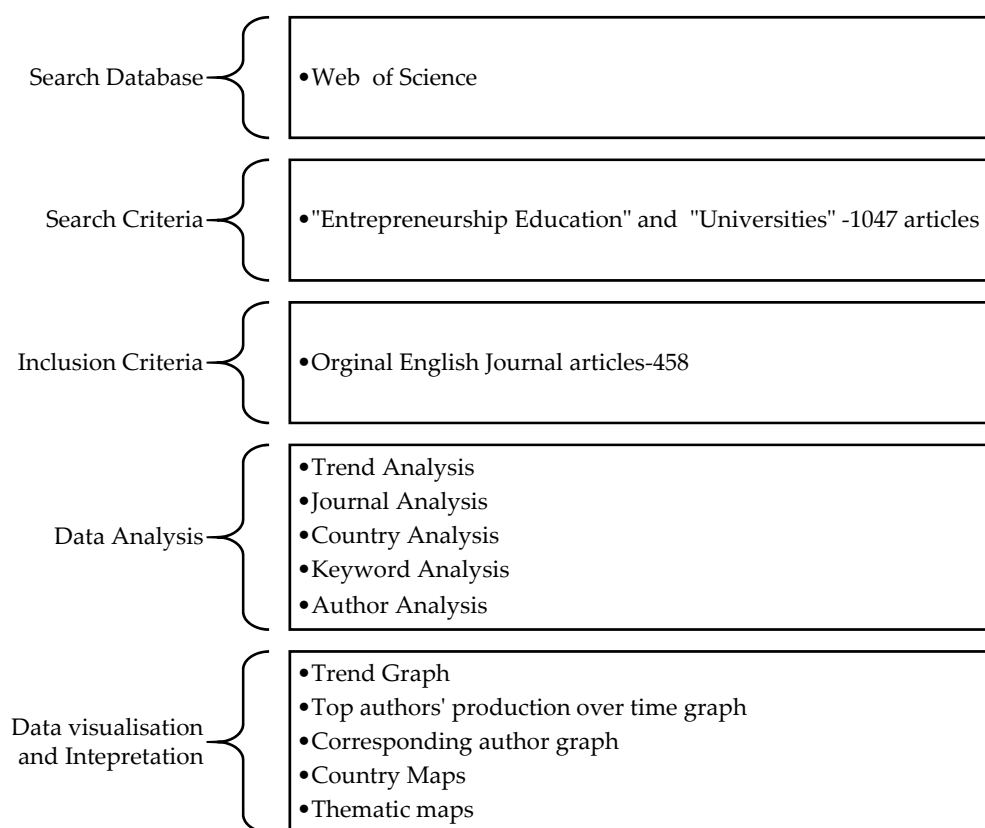 Search Database
•Web of Science
Search Criteria
•"Entrepreneurship Education" and "Universities" -1047 articles
Inclusion Criteria
•Orginal English Journal articles-458
Data Analysis
•Trend Analysis
•Journal Analysis
•Country Analysis
•Keyword Analysis
•Author Analysis
Data visualisation
and Intepretation
•Trend Graph
•Top authors' production over time graph
•Corresponding author graph
•Country Maps
•Thematic maps